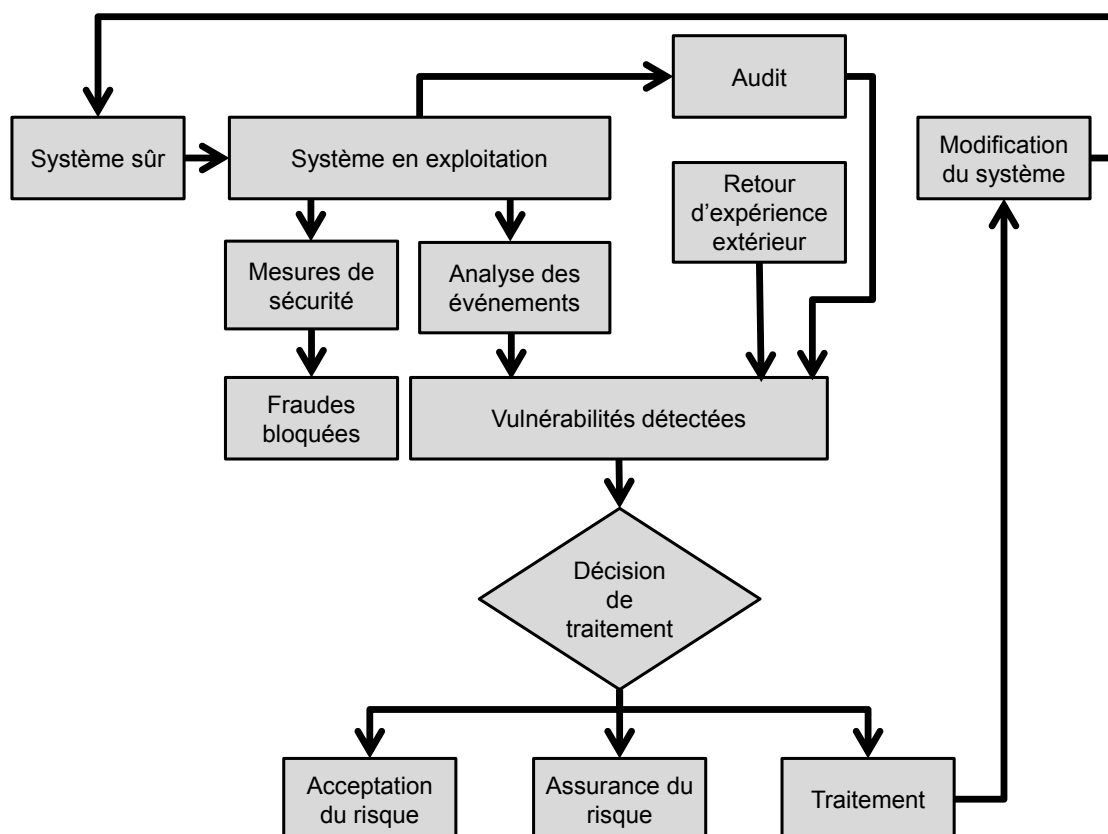 Audit
Système sûr
Système en exploitation
Modification
du système
Retour
d’expérience
extérieur
Mesures de
sécurité
Analyse des
événements
Fraudes
bloquées
Vulnérabilités détectées
Décision
de
traitement
Acceptation
du risque
Assurance du
risque
Traitement